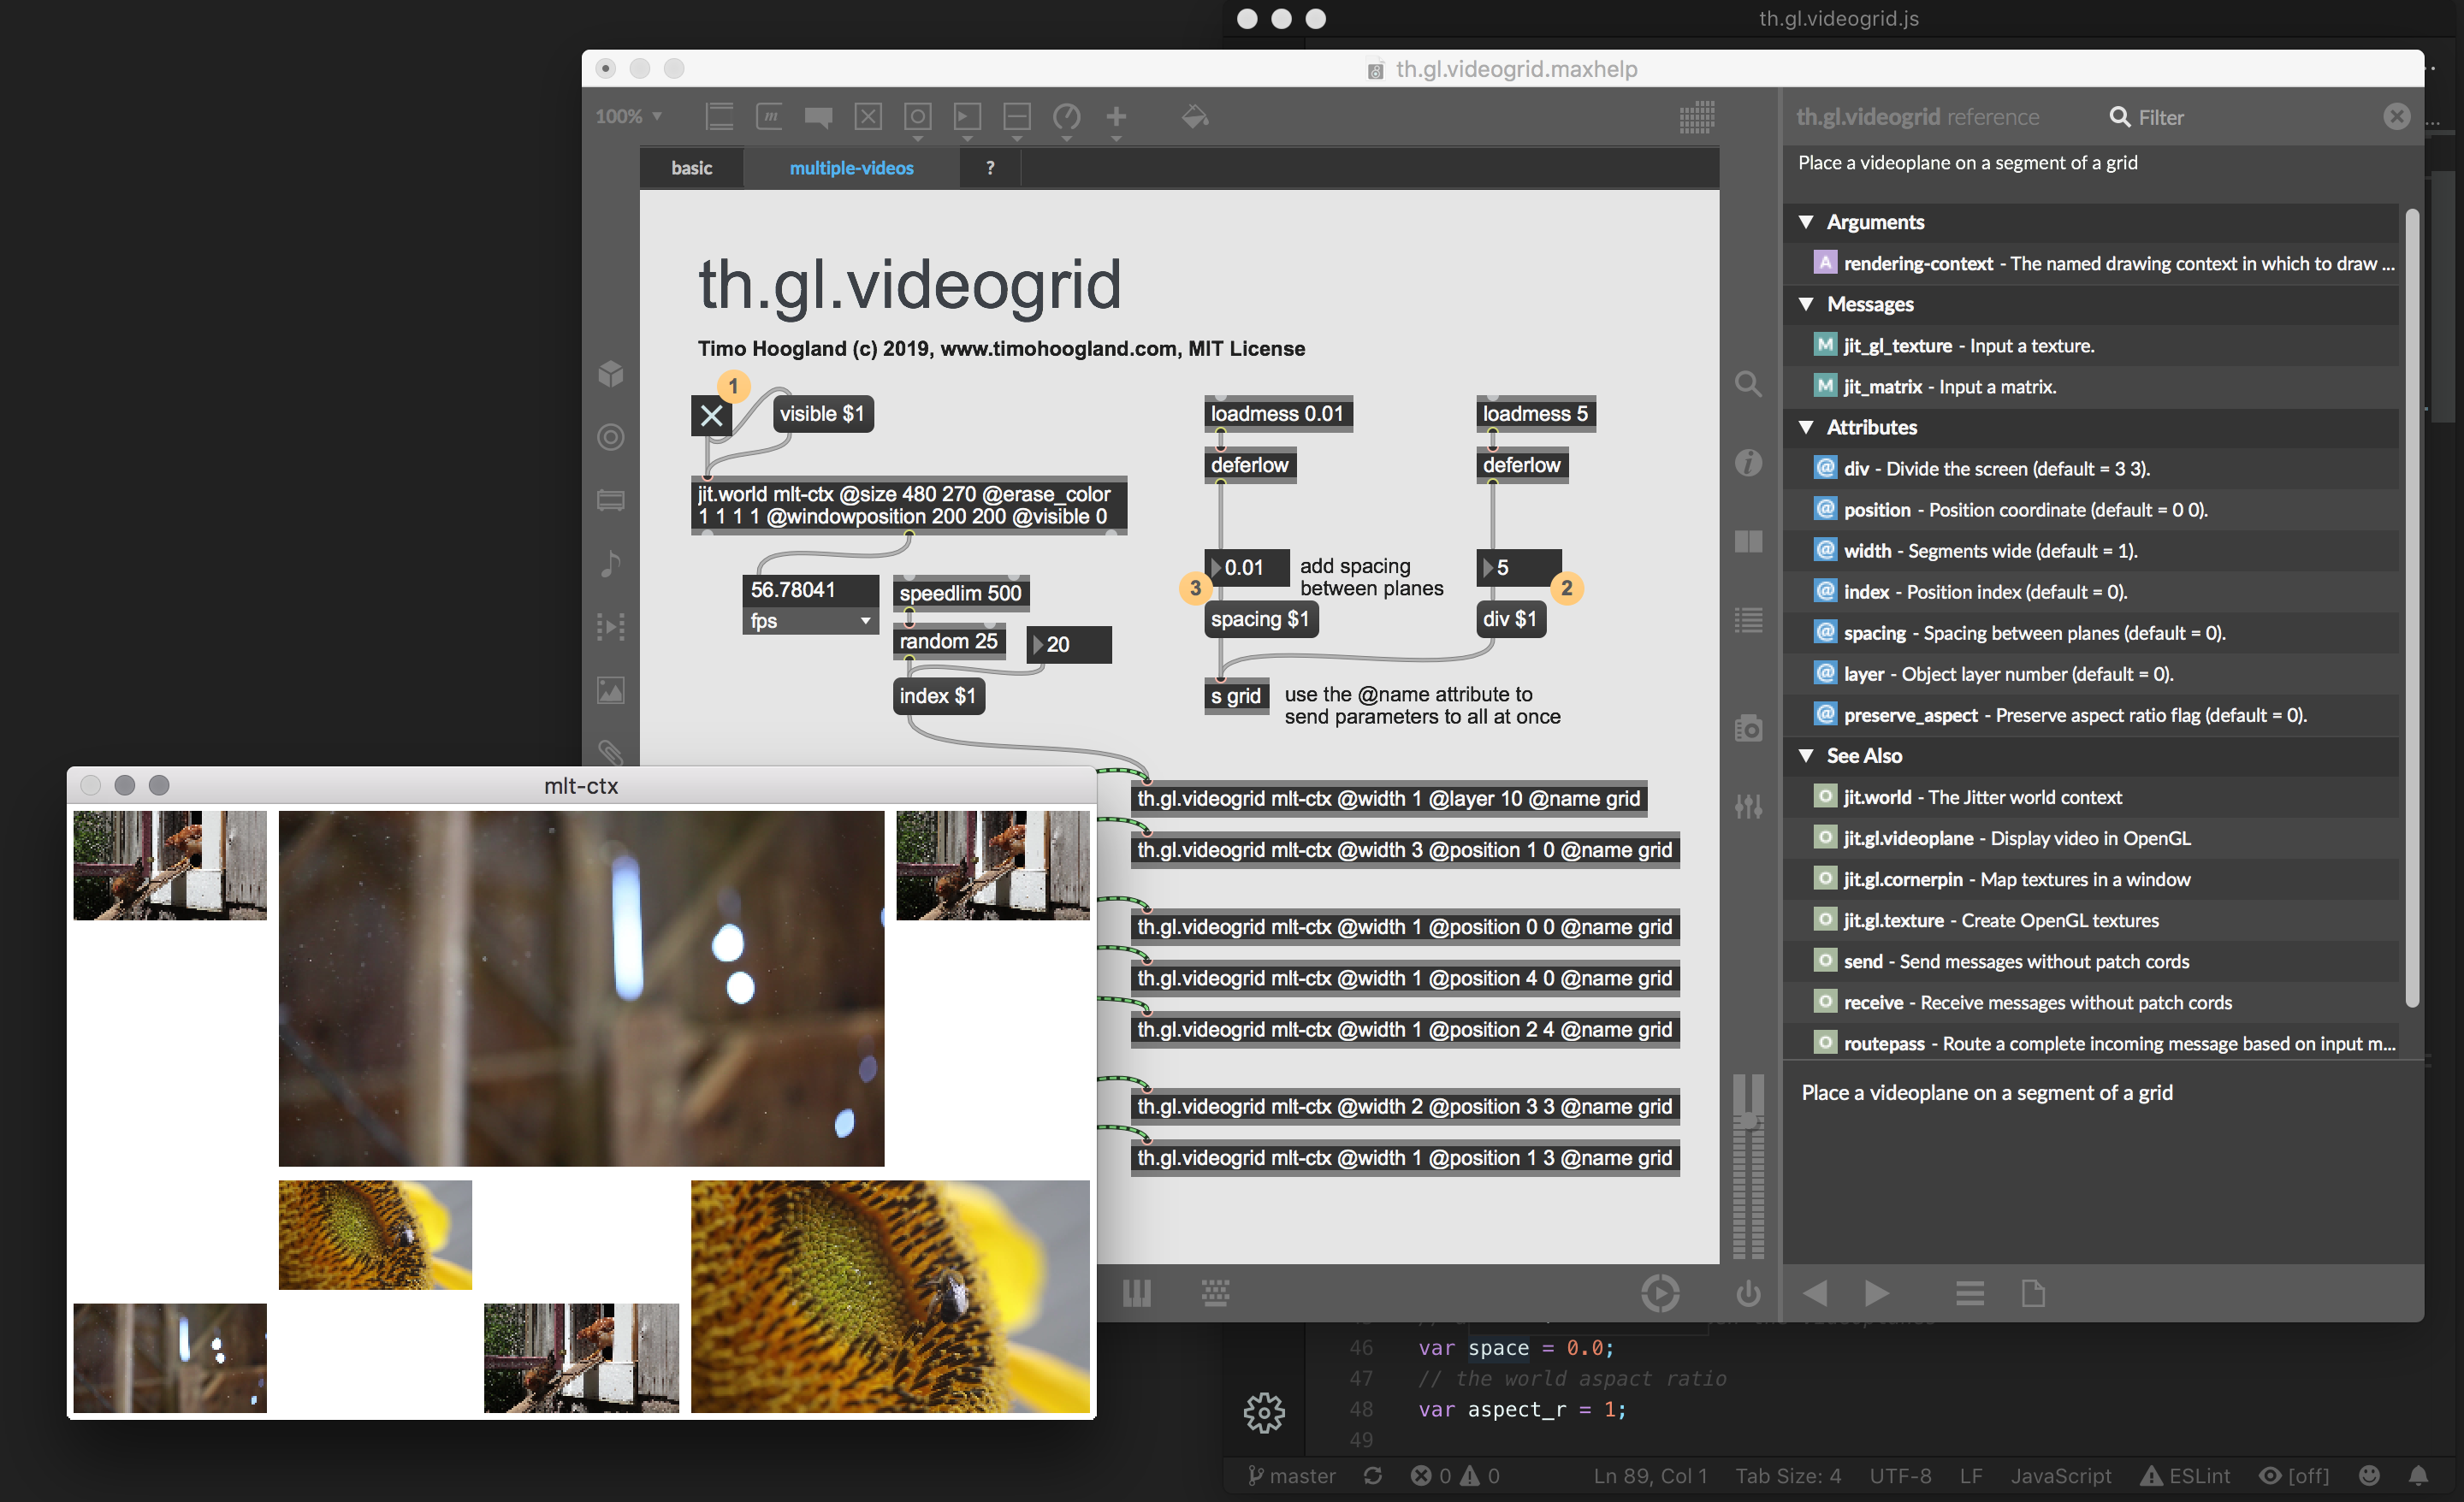 th.gl.videogrid.js
th.gl.videogrid.maxhelp
100%
m
th.gl.videogrid reference
Filter
basic
multiple-videos
?
Place a videoplane on a segment of a grid
th.gl.videogrid
Timo Hoogland (c) 2019, www.timohoogland.com, MIT License
1
visible $1
loadmess 0.01
loadmess 5
deferlow
deferlow
jit.world mlt-ctx @size 480 270 @erase_color
1 1 1 1 @windowposition 200 200 @visible 0
56.78041
fps
speedlim 500
random 25
20
index $1
0.01
add spacing
between planes
3
spacing $1
5
2
div $1
s grid
use the @name attribute to
send parameters to all at once
th.gl.videogrid mlt-ctx @width 1 @layer 10 @name grid
th.gl.videogrid mlt-ctx @width 3 @position 1 0 @name grid
th.gl.videogrid mlt-ctx @width 1 @position 0 0 @name grid
th.gl.videogrid mlt-ctx @width 1 @position 4 0 @name grid
th.gl.videogrid mlt-ctx @width 1 @position 2 4 @name grid
th.gl.videogrid mlt-ctx @width 2 @position 3 3 @name grid
th.gl.videogrid mlt-ctx @width 1 @position 1 3 @name grid
mlt-ctx
Arguments
A rendering-context - The named drawing context in which to draw ...
Messages
M jit_gl_texture - Input a texture.
M jit_matrix - Input a matrix.
Attributes
@ div - Divide the screen (default = 3 3).
@ position - Position coordinate (default = 0 0).
@ width - Segments wide (default = 1).
@ index - Position index (default = 0).
@ spacing - Spacing between planes (default = 0).
@ layer - Object layer number (default = 0).
@ preserve_aspect - Preserve aspect ratio flag (default = 0).
See Also
O jit.world - The Jitter world context
O jit.gl.videoplane - Display video in OpenGL
O jit.gl.cornerpin - Map textures in a window
O jit.gl.texture - Create OpenGL textures
O send - Send messages without patch cords
O receive - Receive messages without patch cords
O routepass - Route a complete incoming message based on input m...
Place a videoplane on a segment of a grid
46 var space = 0.0;
47 // the world aspact ratio
48 var aspect_r = 1;
49
master 0 0 Ln 89, Col 1 Tab Size: 4 UTF-8 LF JavaScript ESLint [off]